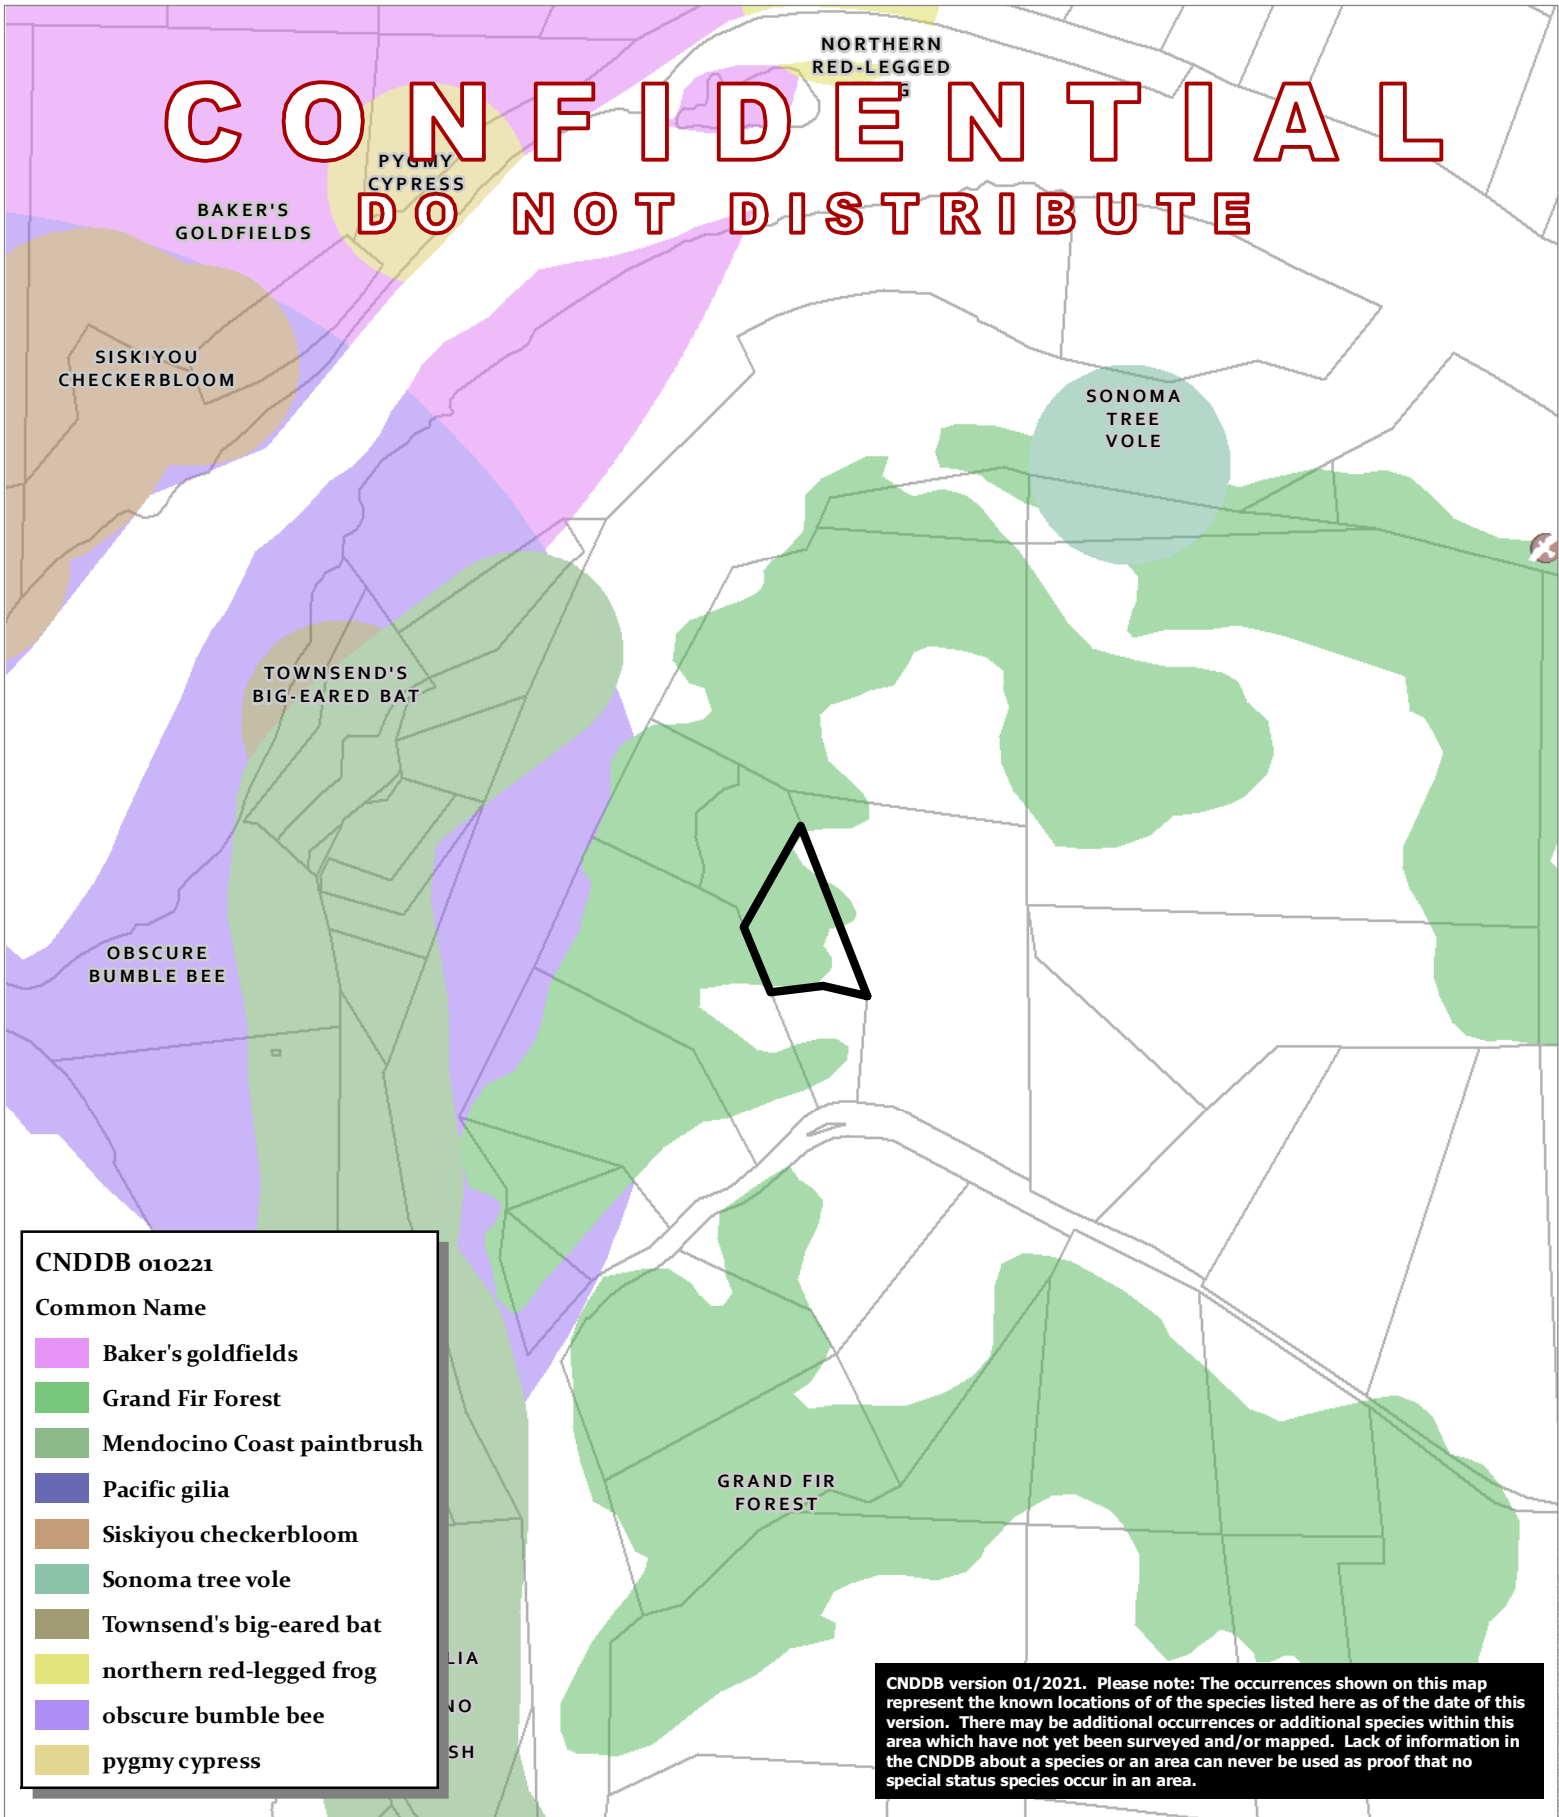 NORTHERN
RED-LEGGED
G
CONFIDENTIAL
PYGMY
CYPRESS
DO NOT DISTRIBUTE
BAKER'S
GOLDFIELDS
SISKIYOU
CHECKERBLOOM
SONOMA
TREE
VOLE
TOWNSEND'S
BIG-EARED BAT
OBSCURE
BUMBLE BEE
GRAND FIR
FOREST
LIA
NO
SH
CNDDB 010221
Common Name
Baker's goldfields
Grand Fir Forest
Mendocino Coast paintbrush
Pacific gilia
Siskiyou checkerbloom
Sonoma tree vole
Townsend's big-eared bat
northern red-legged frog
obscure bumble bee
pygmy cypress
CNDDB version 01/2021. Please note: The occurrences shown on this map
represent the known locations of of the species listed here as of the date of this
version. There may be additional occurrences or additional species within this
area which have not yet been surveyed and/or mapped. Lack of information in
the CNDDB about a species or an area can never be used as proof that no
special status species occur in an area.